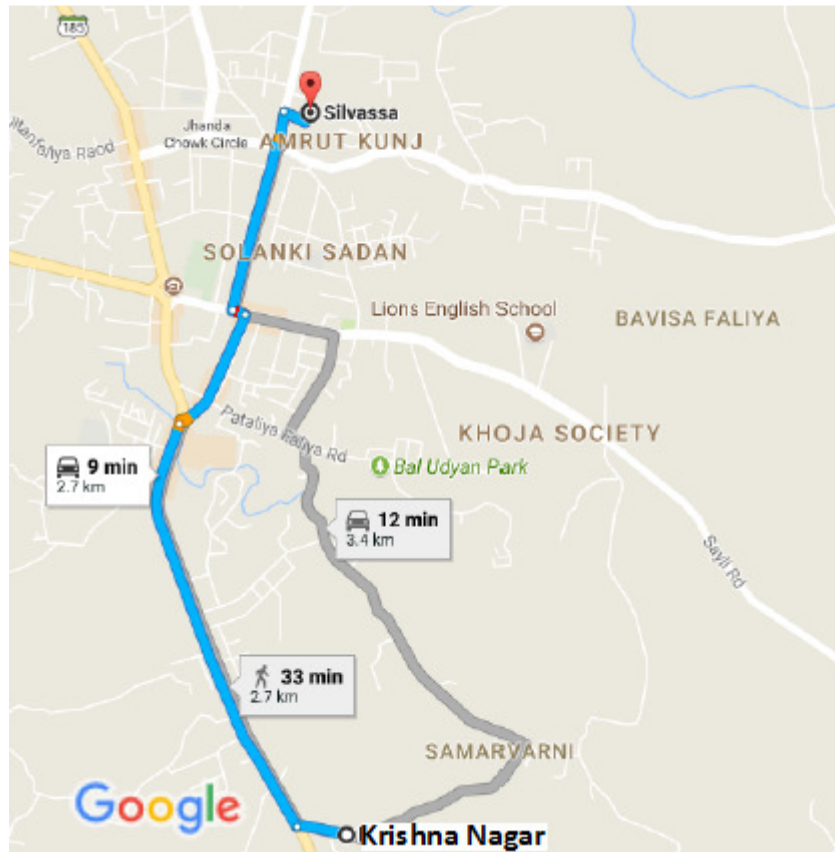 185
Silvassa
Jhanda
Chowk Circle
AMRUT KUNJ
SOLANKI SADAN
Lions English School
BAVISA FALIYA
Pataliya Faliya Rd
KHOJA SOCIETY
Bal Udyan Park
9 min
2.7 km
12 min
3.4 km
Sayli Rd
33 min
2.7 km
SAMARVARNI
Google
Krishna Nagar